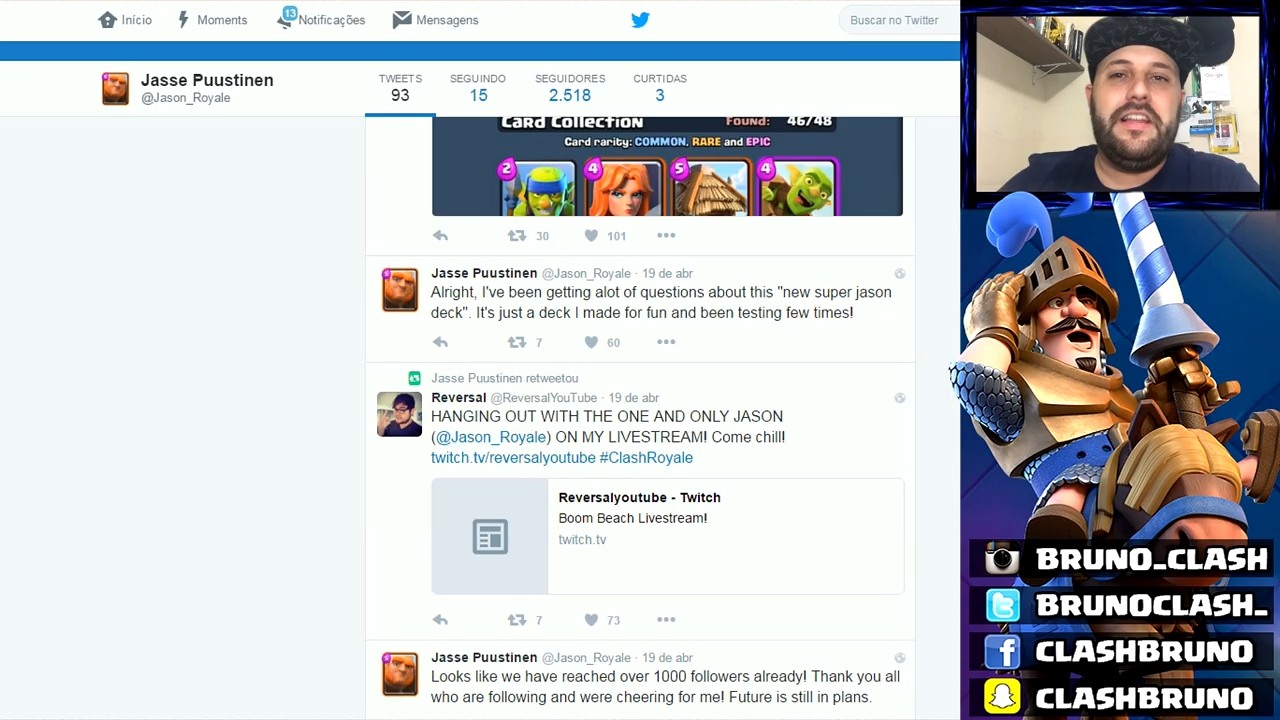 Início
Moments
13
Notificações
Mensagens
Buscar no Twitter
Jasse Puustinen
@Jason_Royale
TWEETS
93
SEGUINDO
15
SEGUIDORES
2.518
CURTIDAS
3
Card Collection
Found: 46/48
Card rarity: COMMON, RARE and EPIC
2
4
5
4
30
101
Jasse Puustinen @Jason_Royale · 19 de abr
Alright, I've been getting alot of questions about this "new super jason
deck". It's just a deck I made for fun and been testing few times!
7
60
Jasse Puustinen retweetou
Reversal @ReversalYouTube · 19 de abr
HANGING OUT WITH THE ONE AND ONLY JASON
(@Jason_Royale) ON MY LIVESTREAM! Come chill!
twitch.tv/reversalyoutube #ClashRoyale
Reversalyoutube - Twitch
Boom Beach Livestream!
twitch.tv
7
73
Jasse Puustinen @Jason_Royale · 19 de abr
Looks like we have reached over 1000 followers already! Thank you all
who are following and were cheering for me! Future is still in plans.
BRUNO_CLASH
BRUNOCLASH_
CLASHBRUNO
CLASHBRUNO